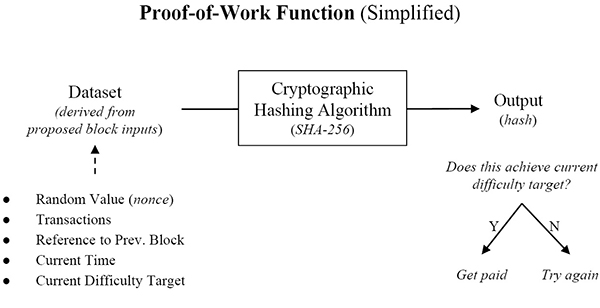 Proof-of-Work Function (Simplified)
Dataset
(derived from
proposed block inputs)
Cryptographic
Hashing Algorithm
(SHA-256)
Output
(hash)
● Random Value (nonce)
● Transactions
● Reference to Prev. Block
● Current Time
● Current Difficulty Target
Does this achieve current
difficulty target?
Y
N
Get paid
Try again